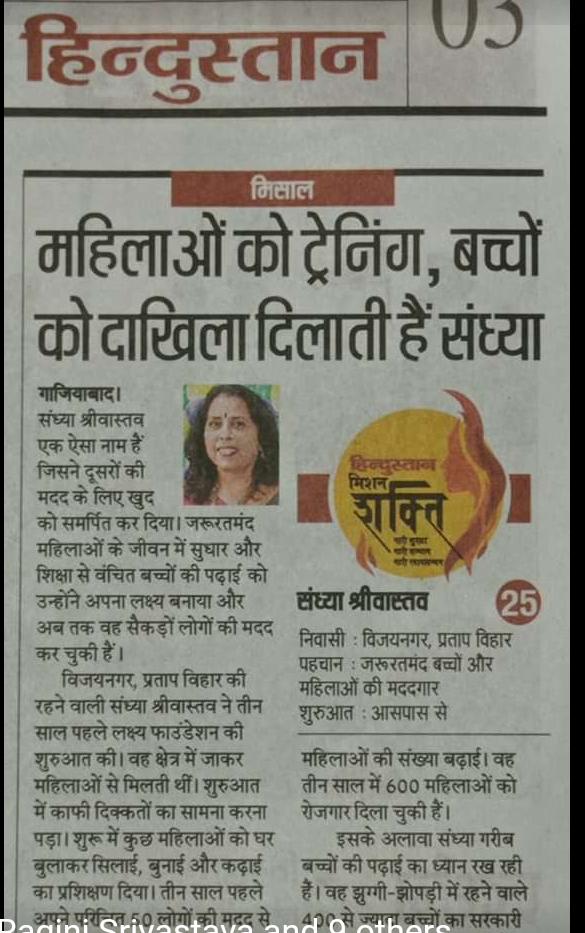 हिन्दुस्तान
03
मिसाल
महिलाओं को ट्रेनिंग, बच्चों
को दाखिला दिलाती हैं संध्या
गाजियाबाद।
संध्या श्रीवास्तव
एक ऐसा नाम हैं
जिसने दूसरों की
मदद के लिए खुद
को समर्पित कर दिया। जरूरतमंद
महिलाओं के जीवन में सुधार और
शिक्षा से वंचित बच्चों की पढ़ाई को
उन्होंने अपना लक्ष्य बनाया और
अब तक वह सैकड़ों लोगों की मदद
कर चुकी हैं।
विजयनगर, प्रताप विहार की
रहने वाली संध्या श्रीवास्तव ने तीन
साल पहले लक्ष्य फाउंडेशन की
शुरुआत की। वह क्षेत्र में जाकर
महिलाओं से मिलती थीं। शुरुआत
में काफी दिक्कतों का सामना करना
पड़ा। शुरू में कुछ महिलाओं को घर
बुलाकर सिलाई, बुनाई और कढ़ाई
का प्रशिक्षण दिया। तीन साल पहले
अपने परिचित 50 लोगों की मदद से
हिन्दुस्तान
मिशन
शक्ति
नारी सुरक्षा
नारी सम्मान
नारी स्वावलम्बन
संध्या श्रीवास्तव
25
निवासी : विजयनगर, प्रताप विहार
पहचान : जरूरतमंद बच्चों और
महिलाओं की मददगार
शुरुआत : आसपास से
महिलाओं की संख्या बढ़ाई। वह
तीन साल में 600 महिलाओं को
रोजगार दिला चुकी हैं।
इसके अलावा संध्या गरीब
बच्चों की पढ़ाई का ध्यान रख रही
हैं। वह झुग्गी-झोपड़ी में रहने वाले
400 से ज्यादा बच्चों का सरकारी
Ragini Srivastava and 9 others